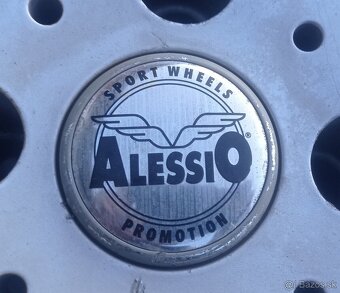 SPORT WHEELS
ALESSIO®
PROMOTION
© Bazos.sk